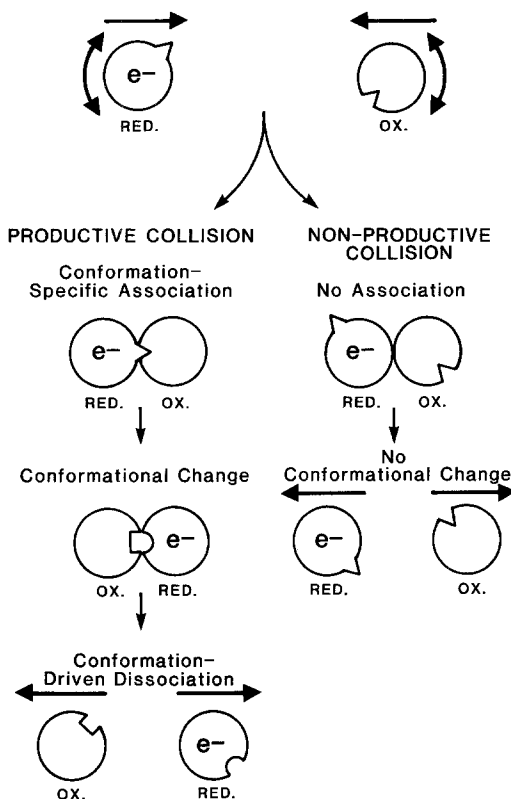 e–
RED.
OX.
PRODUCTIVE COLLISION
Conformation–
Specific Association
e–
RED.
OX.
Conformational Change
e–
OX.
RED.
Conformation–
Driven Dissociation
e–
OX.
RED.
NON-PRODUCTIVE
COLLISION
No Association
e–
RED.
OX.
No
Conformational Change
e–
RED.
OX.